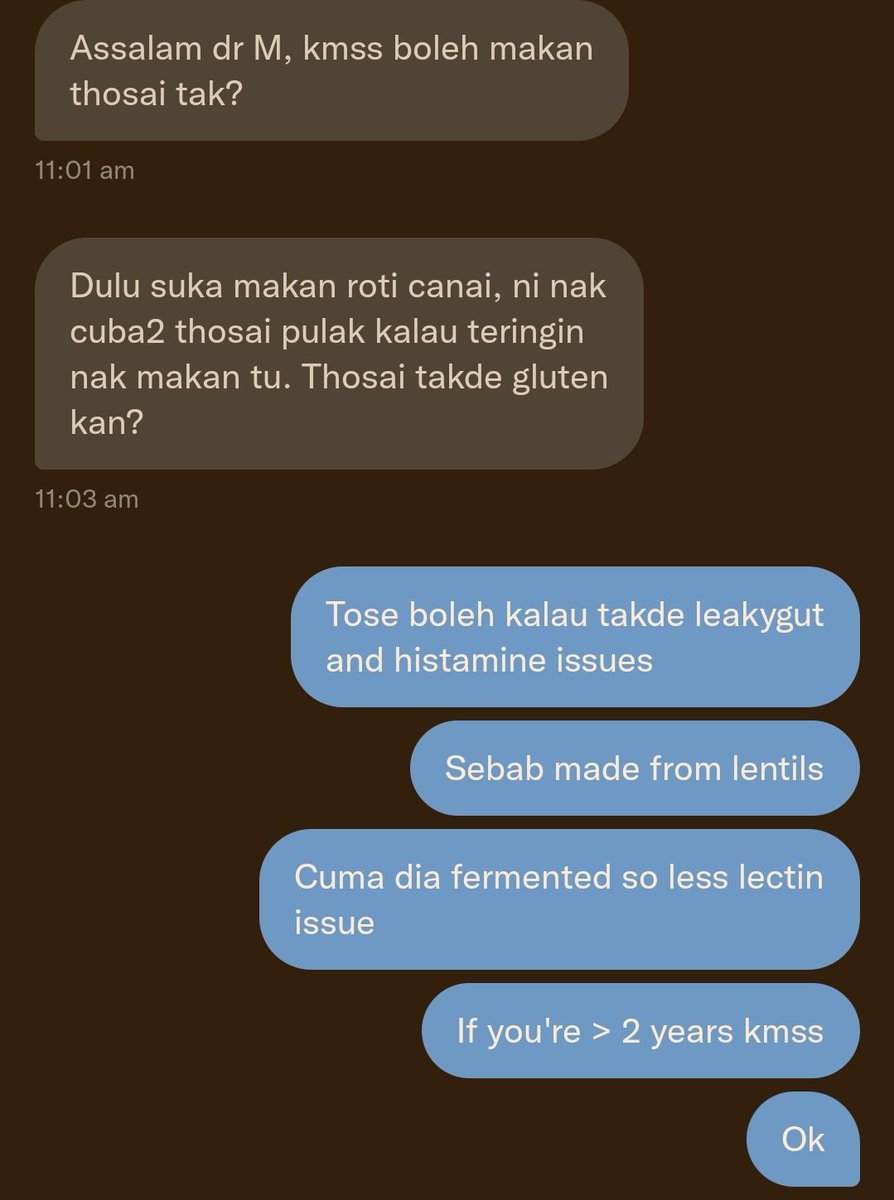 Assalam dr M, kmss boleh makan
thosai tak?
11:01 am
Dulu suka makan roti canai, ni nak
cuba2 thosai pulak kalau teringin
nak makan tu. Thosai takde gluten
kan?
11:03 am
Tose boleh kalau takde leakygut
and histamine issues
Sebab made from lentils
Cuma dia fermented so less lectin
issue
If you're > 2 years kmss
Ok